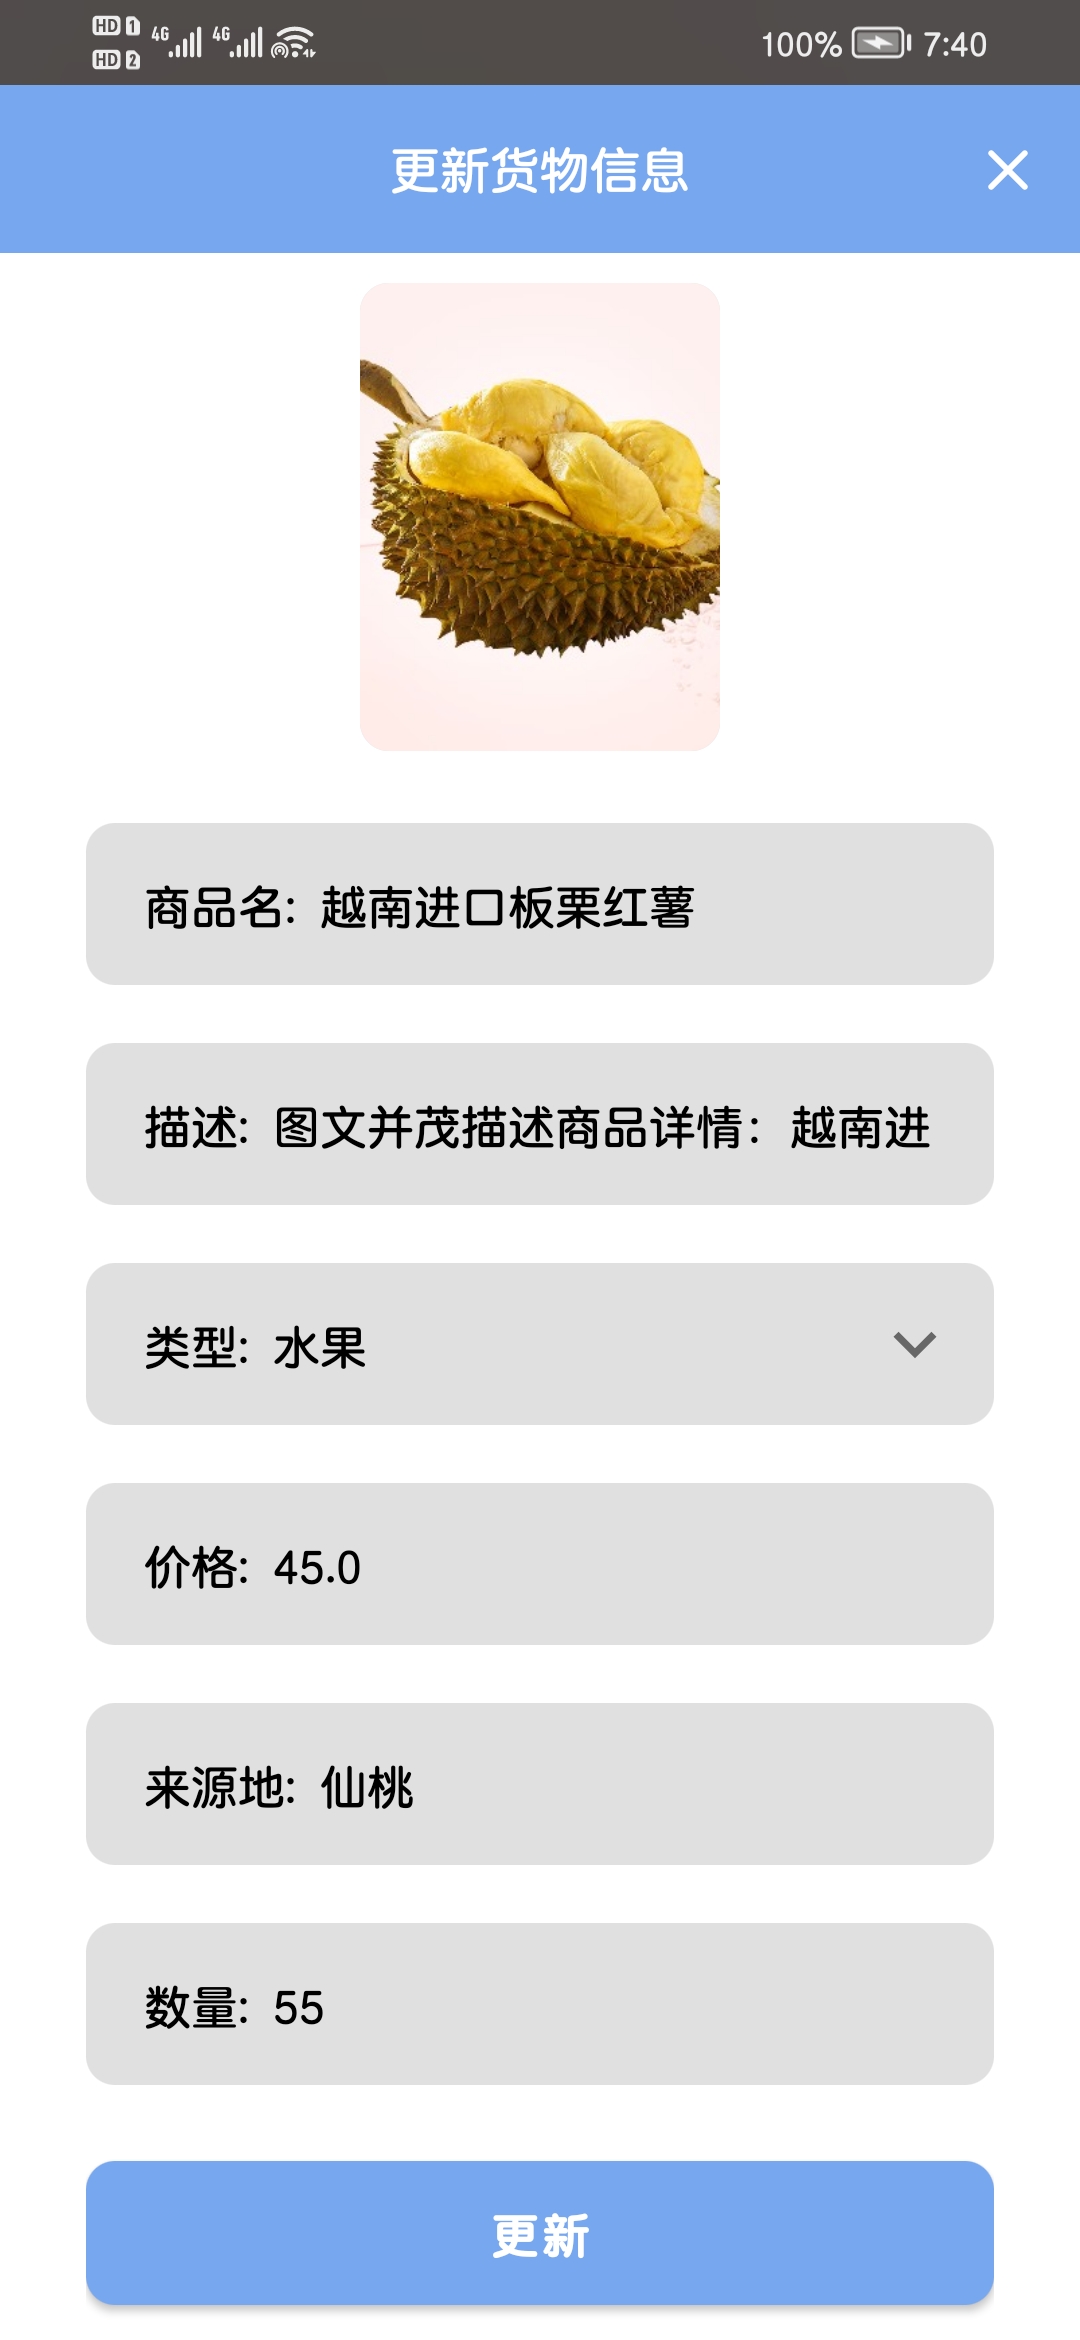 HD 1 4G 4G 100% 7:40
HD 2
更新货物信息
商品名: 越南进口板栗红薯
描述: 图文并茂描述商品详情：越南进
类型: 水果
价格: 45.0
来源地: 仙桃
数量: 55
更新